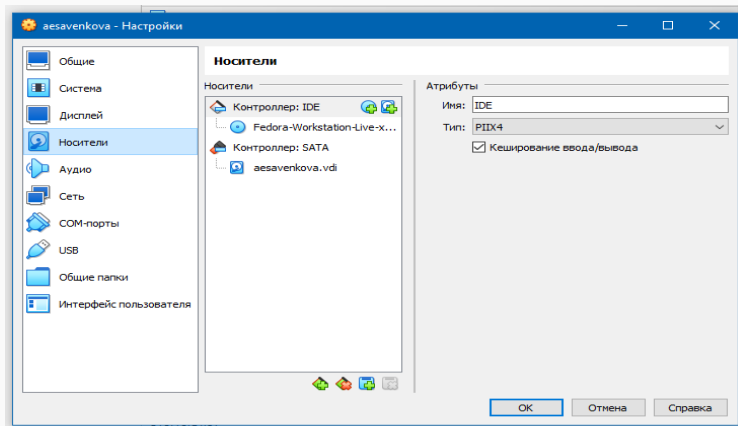 aesavenkova - Настройки
Общие
Система
Дисплей
Носители
Аудио
Сеть
COM-порты
USB
Общие папки
Интерфейс пользователя
Носители
Носители
Контроллер: IDE
Fedora-Workstation-Live-x...
Контроллер: SATA
aesavenkova.vdi
Атрибуты
Имя: IDE
Тип: PIIX4
Кеширование ввода/вывода
OK Отмена Справка